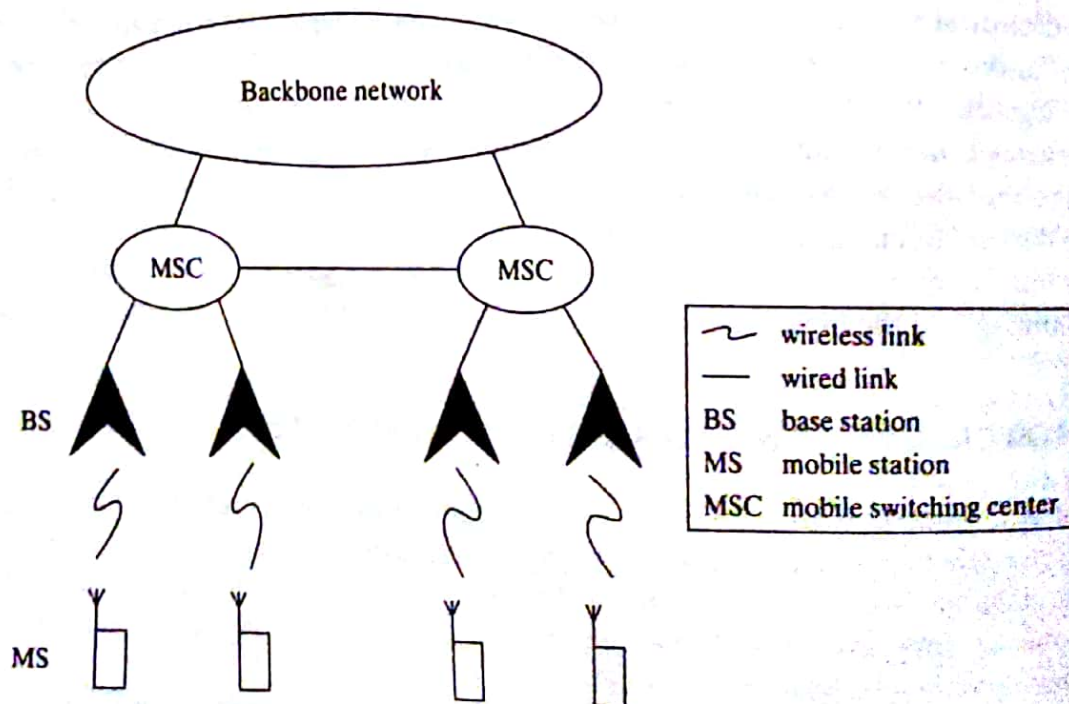 Backbone network
MSC
MSC
wireless link
wired link
BS
BS base station
MS mobile station
MSC mobile switching center
MS